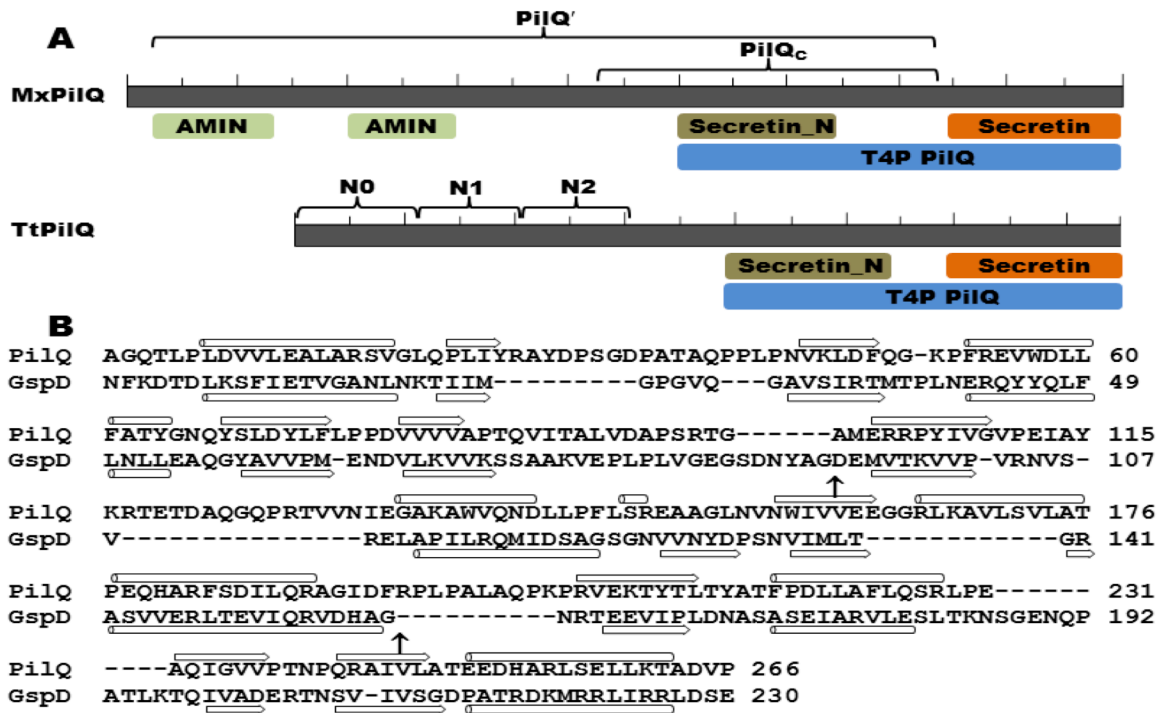 A
PilQ′
PilQc
MxPilQ
AMIN AMIN Secretin_N Secretin
T4P PilQ
N0 N1 N2
TtPilQ
Secretin_N Secretin
T4P PilQ
B
PilQ AGQTLPLDVVLEALARSVGLQPLIYRAYDPSGDPATAQPPLPNVKLDFQG-KPFREVWDLL 60
GspD NFKDTDLKSFIETVGANLNKTIIM---------GPGVQ---GAVSIRTMTPLNERQYYQLF 49
PilQ FATYGNQYSLDYLFLPPDVVVVAPTQVITALVDAPSRTG------AMERRPYIVGVPEIAY 115
GspD LNLLEAQGYAVVPM-ENDVLKVVKSSAAKVEPLPLVGEGSDNYAGDEMVTKVVP-VRNVS- 107
PilQ KRTETDAQGQPRTVVNIEGAKAWVQNDLLPFLSREAAGLNVNWIVVEEGGRLKAVLSVLAT 176
GspD V---------------RELAPILRQMIDSAGSGNVVNYDPSNVIMLT-----------GR 141
PilQ PEQHARFSDILQRAGIDFRPLPALAQPKPRVEKTYTLTYATFPDLLAFLQSRLPE------ 231
GspD ASVVERLTEVIQRVDHAG-----------NRTEEVIPLDNASASEIARVLESLTKNSGENQP 192
PilQ ----AQIGVVPTNPQRAIVLATEEDHARLSELLKTADVP 266
GspD ATLKTQIVADERTNSV-IVSGDPATRDKMRRLIRRLDSE 230